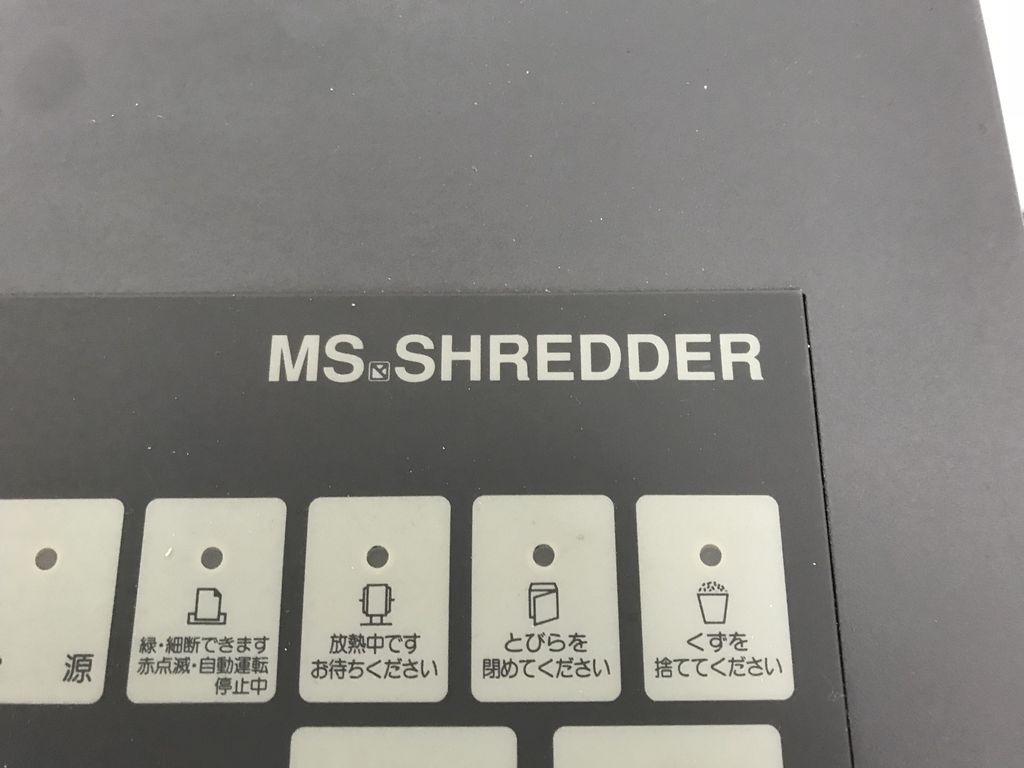 MS SHREDDER
源
緑・細断できます
赤点滅・自動運転
停止中
放熱中です
お待ちください
とびらを
閉めてください
くずを
捨ててください